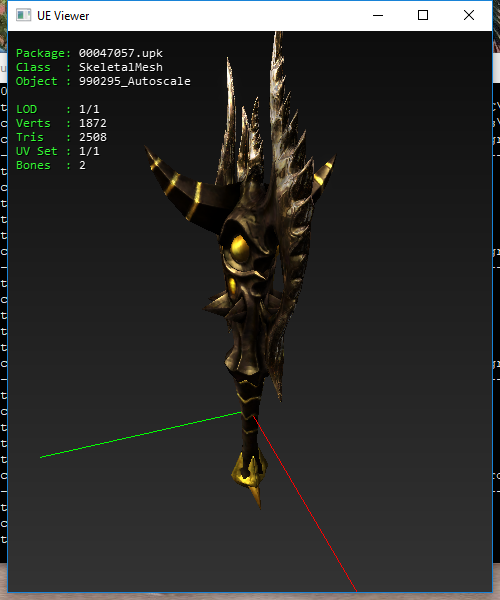 UE Viewer
Package: 00047057.upk
Class  : SkeletalMesh
Object : 990295_Autoscale
LOD    : 1/1
Verts  : 1872
Tris   : 2508
UV Set : 1/1
Bones  : 2